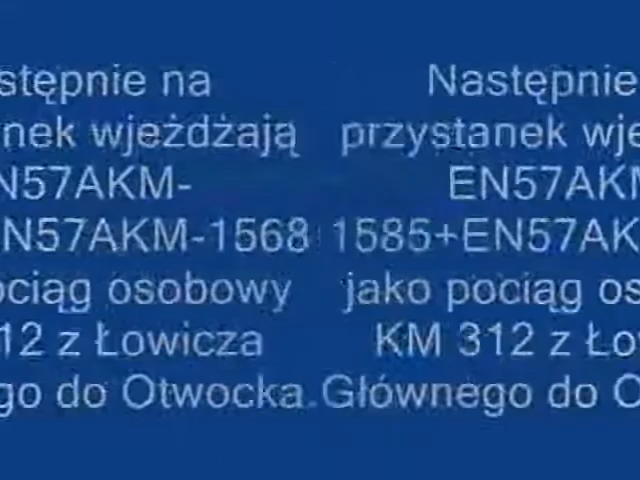 stępnie na
nek wjeżdżają
N57AKM-
N57AKM-1568
ociąg osobowy
12 z Łowicza
go do Otwocka.
Następnie
przystanek wje
EN57AKM
1585+EN57AK
jako pociąg os
KM 312 z Ło
Głównego do O